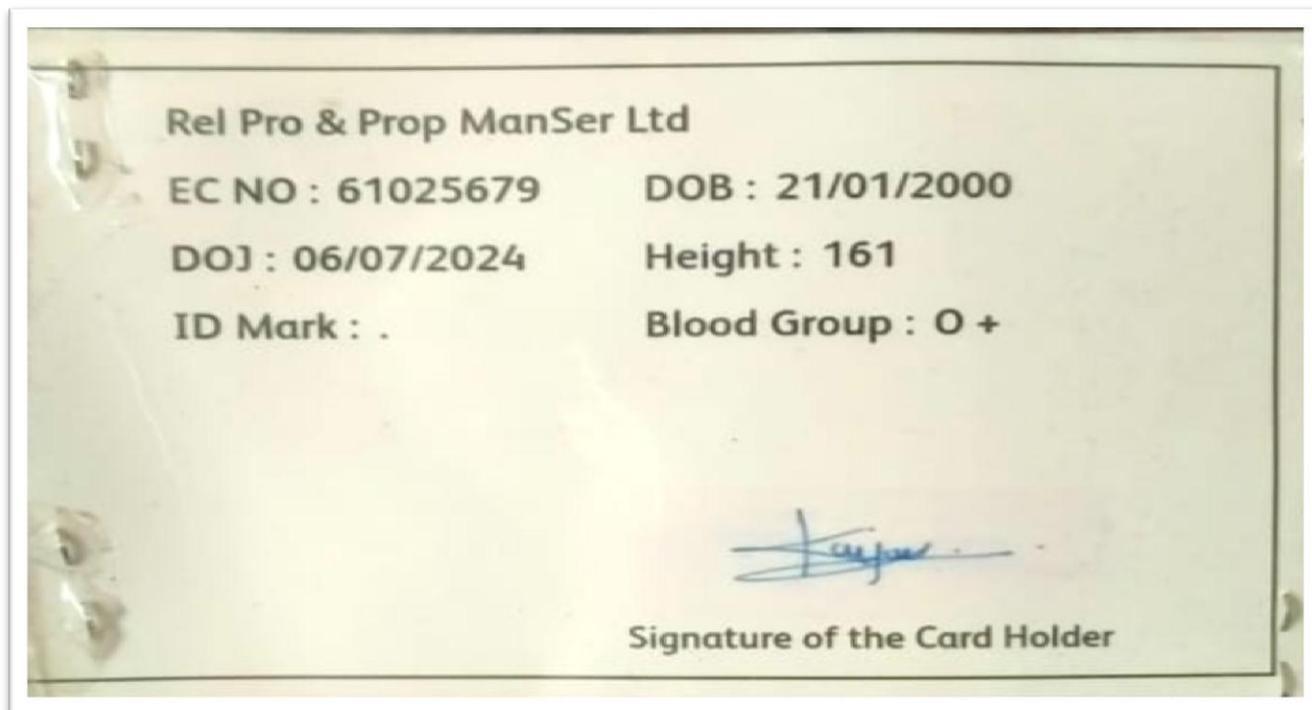 Rel Pro & Prop ManSer Ltd
EC NO : 61025679 DOB : 21/01/2000
DOJ : 06/07/2024 Height : 161
ID Mark : . Blood Group : O +
Signature of the Card Holder